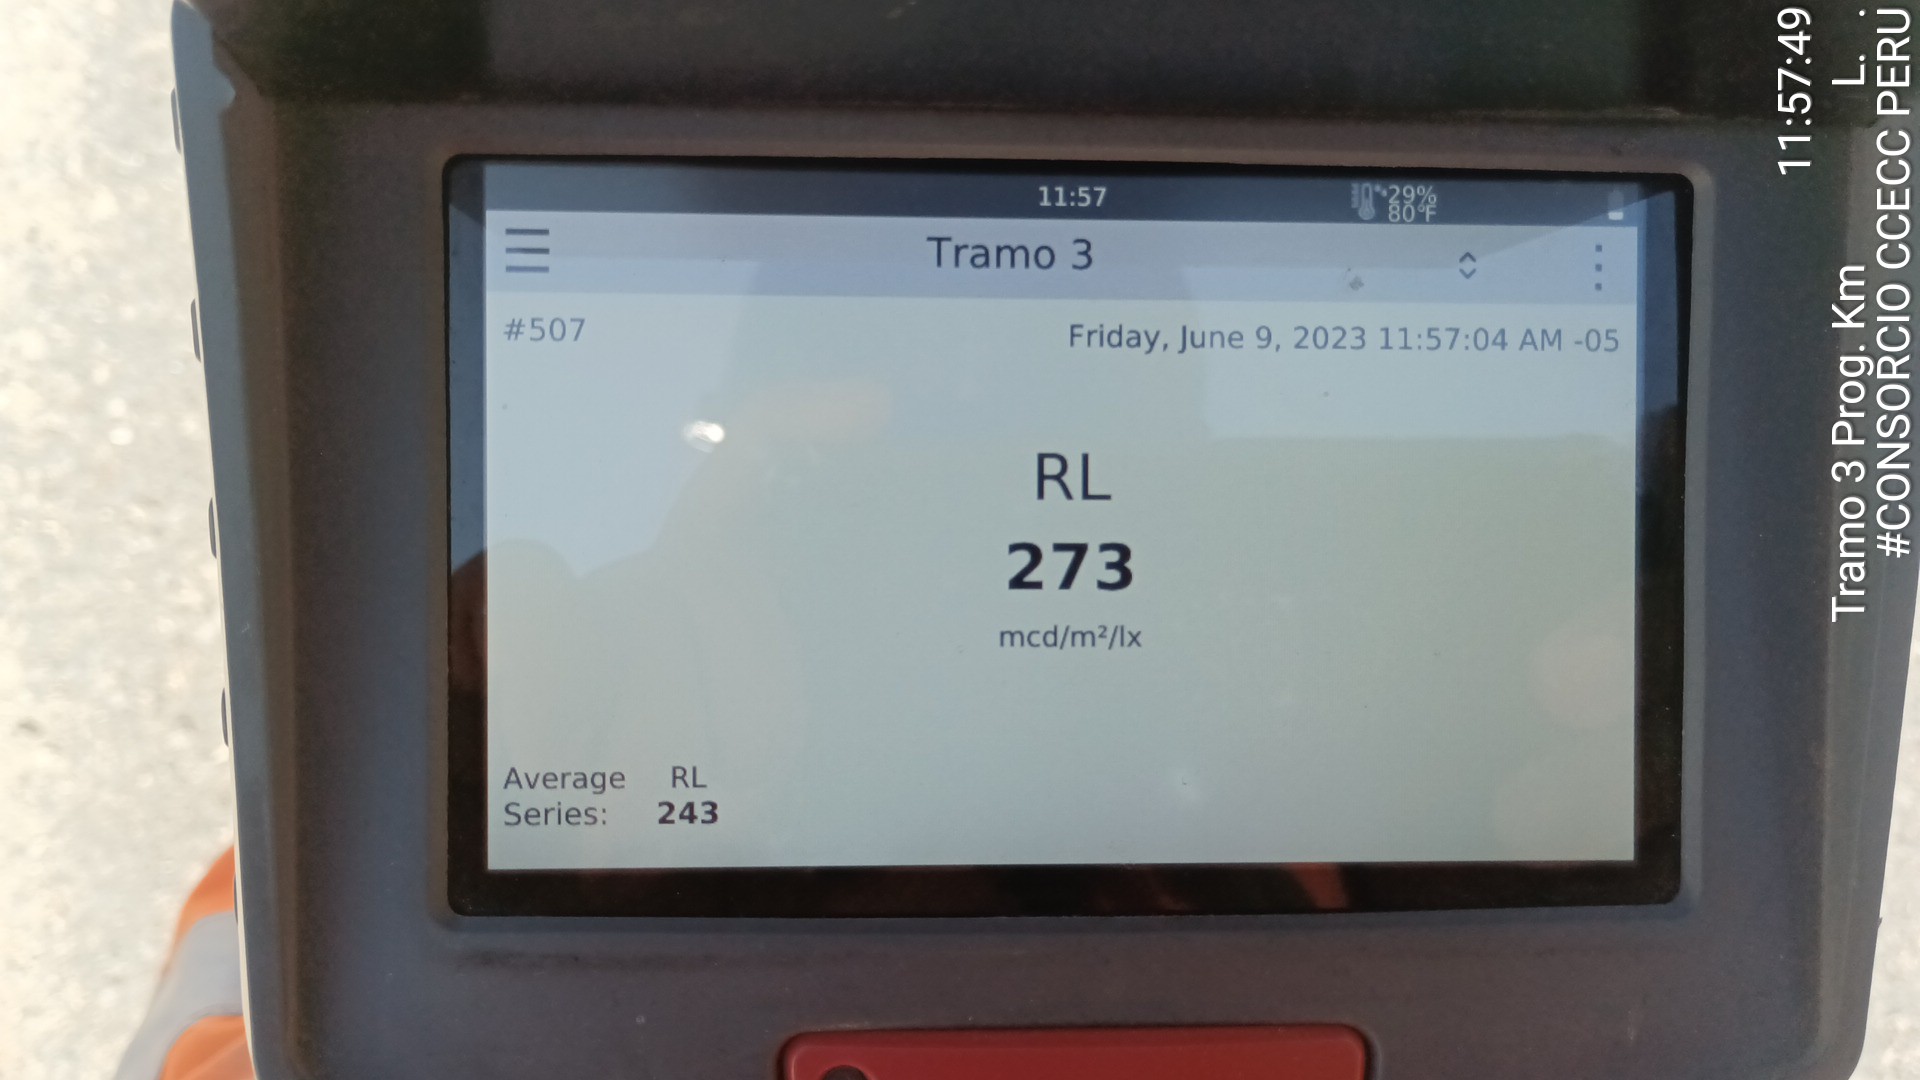 11:57
29%
80°F
Tramo 3
#507
Friday, June 9, 2023 11:57:04 AM -05
RL
273
mcd/m²/lx
Average RL
Series: 243
11:57:49
Tramo 3 Prog. Km L. .
#CONSORCIO CCECC PERU